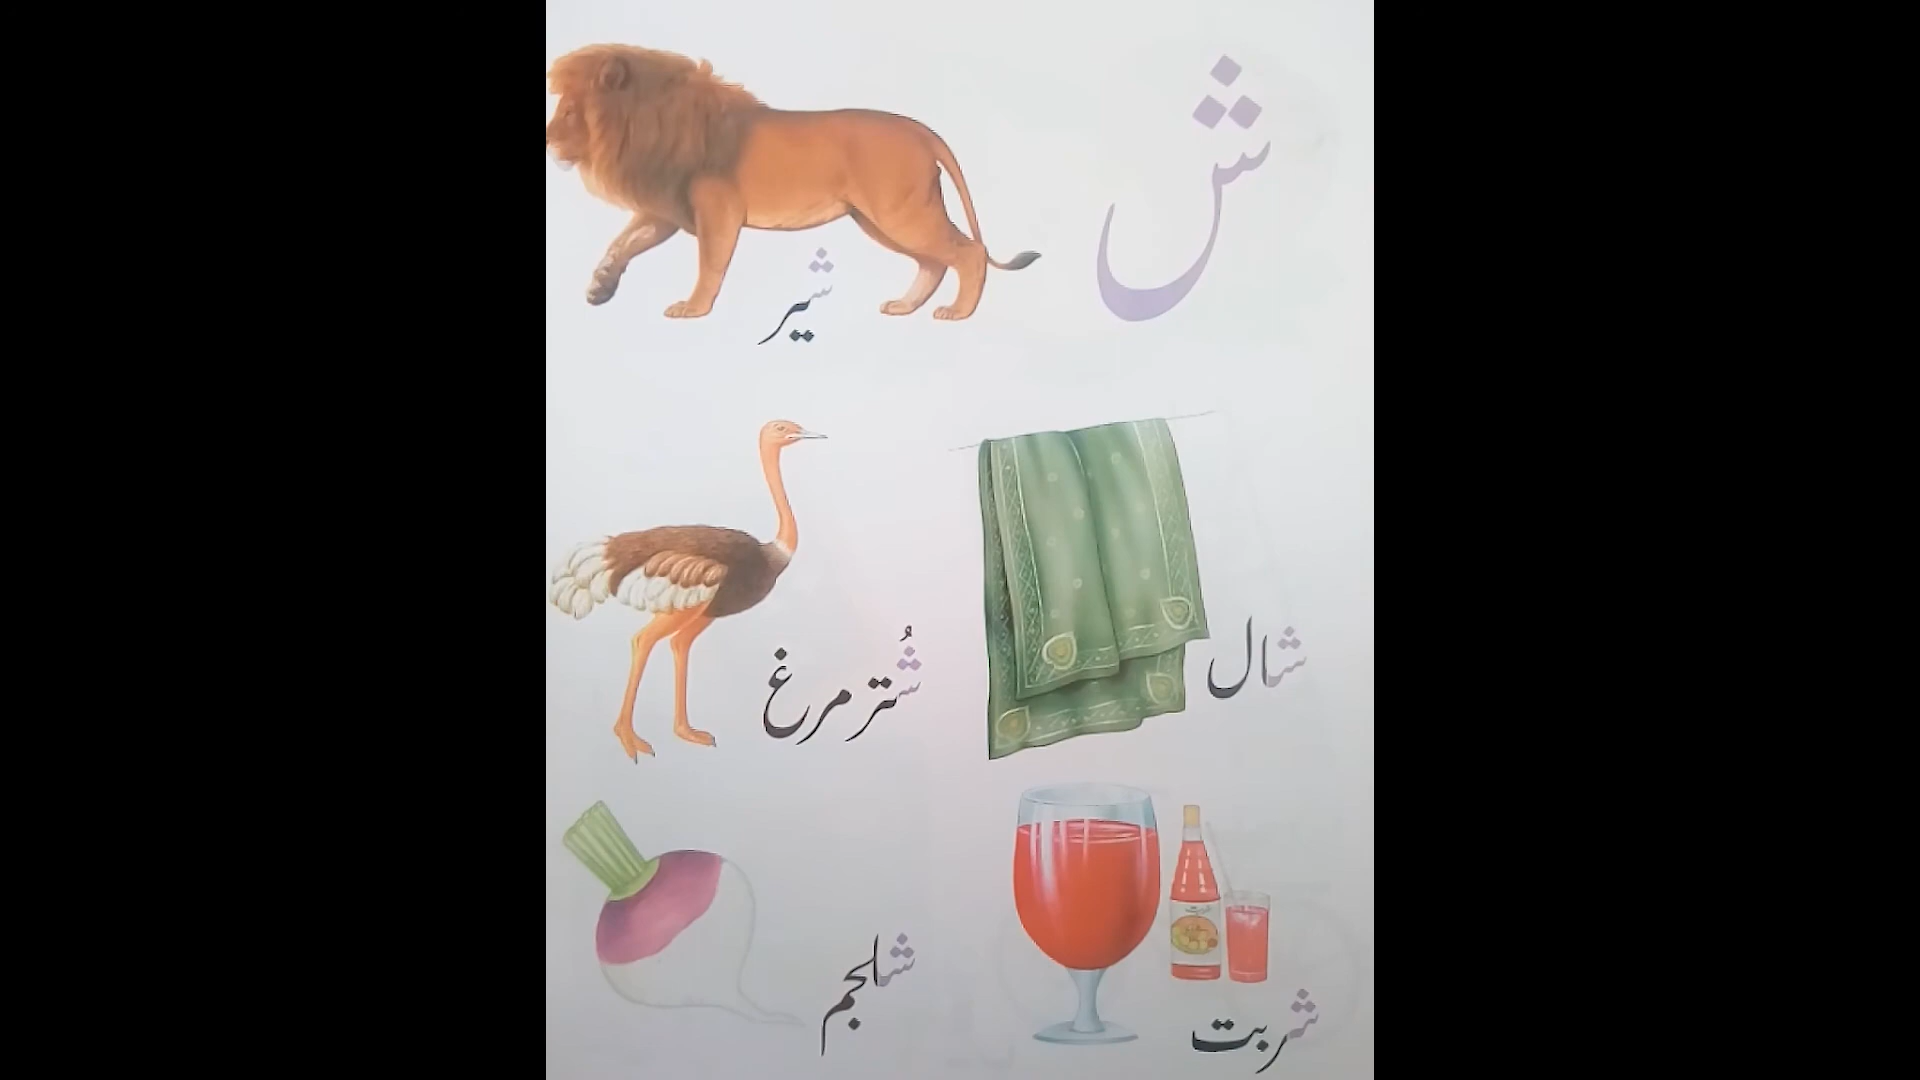 ش
شیر
شال
شُتر مرغ
شربت
شلجم